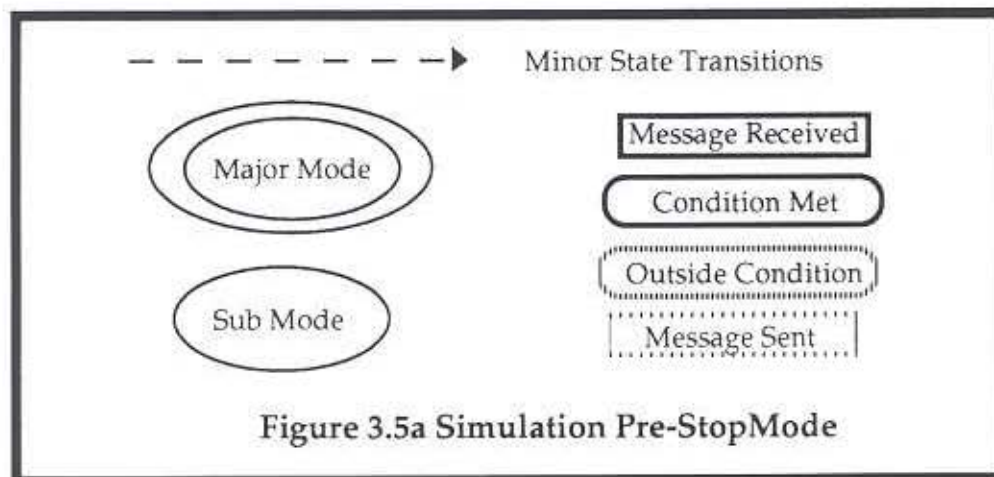 Minor State Transitions
Major Mode
Message Received
Condition Met
Outside Condition
Sub Mode
Message Sent
Figure 3.5a Simulation Pre-StopMode